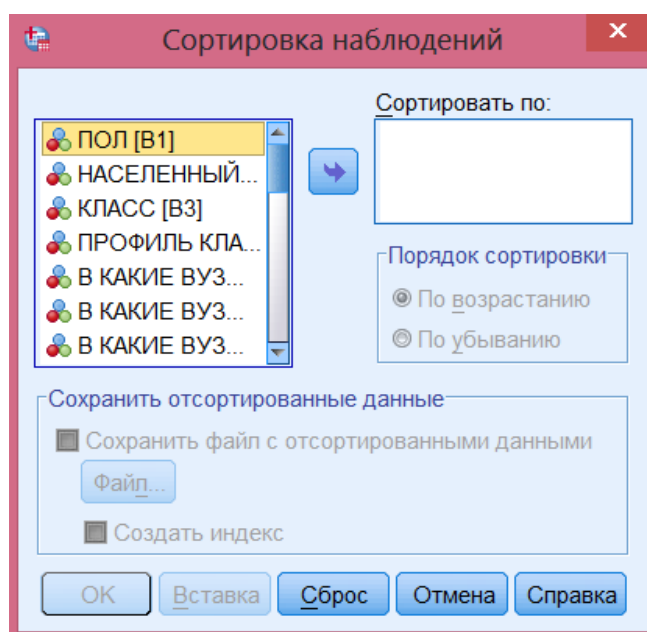 Сортировка наблюдений
Сортировать по:
ПОЛ [B1]
НАСЕЛЕННЫЙ...
КЛАСС [B3]
ПРОФИЛЬ КЛА...
В КАКИЕ ВУЗ...
В КАКИЕ ВУЗ...
В КАКИЕ ВУЗ...
Порядок сортировки
По возрастанию
По убыванию
Сохранить отсортированные данные
Сохранить файл с отсортированными данными
Файл...
Создать индекс
OK Вставка Сброс Отмена Справка